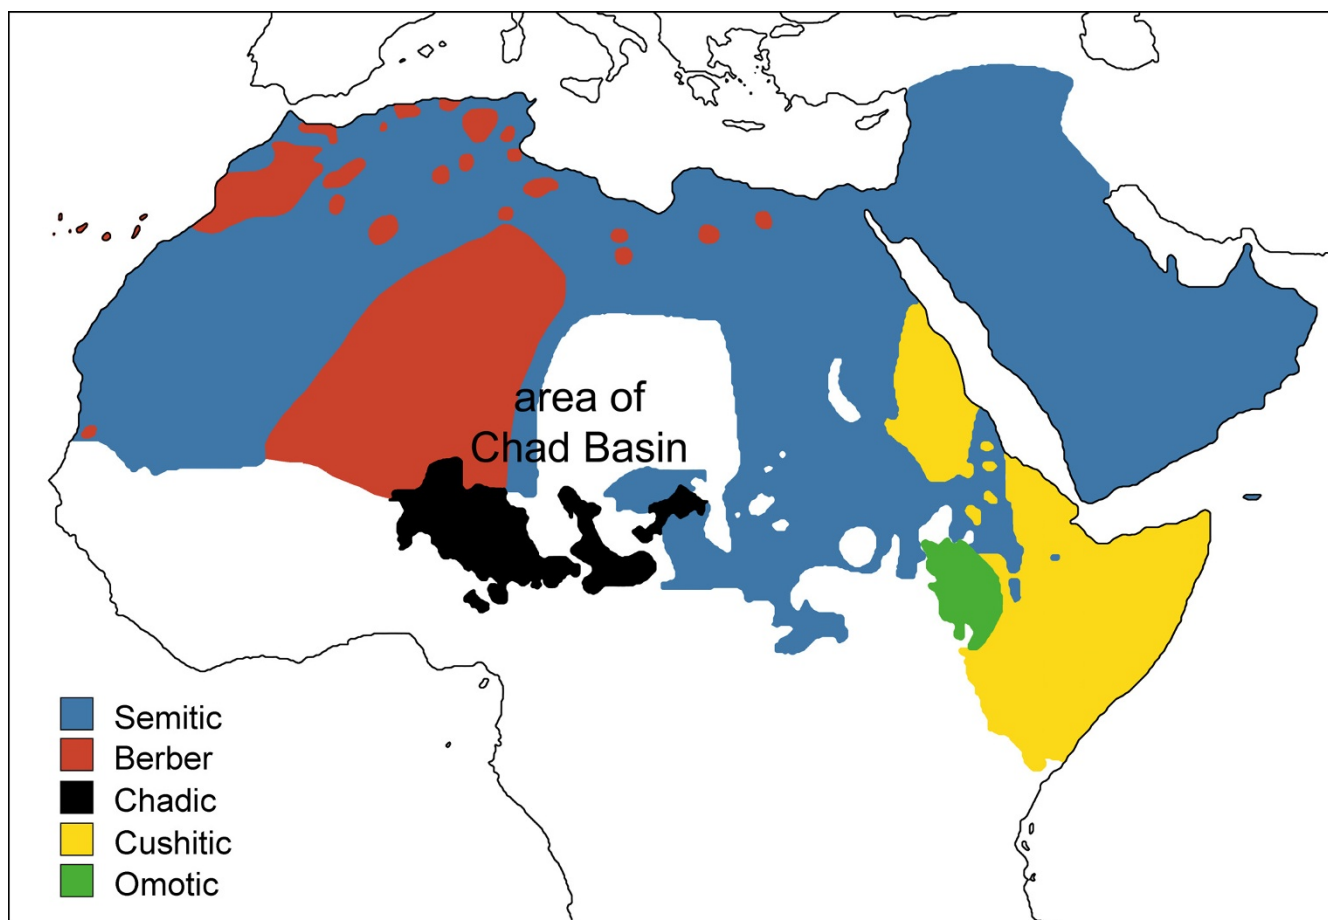 area of
Chad Basin
Semitic
Berber
Chadic
Cushitic
Omotic